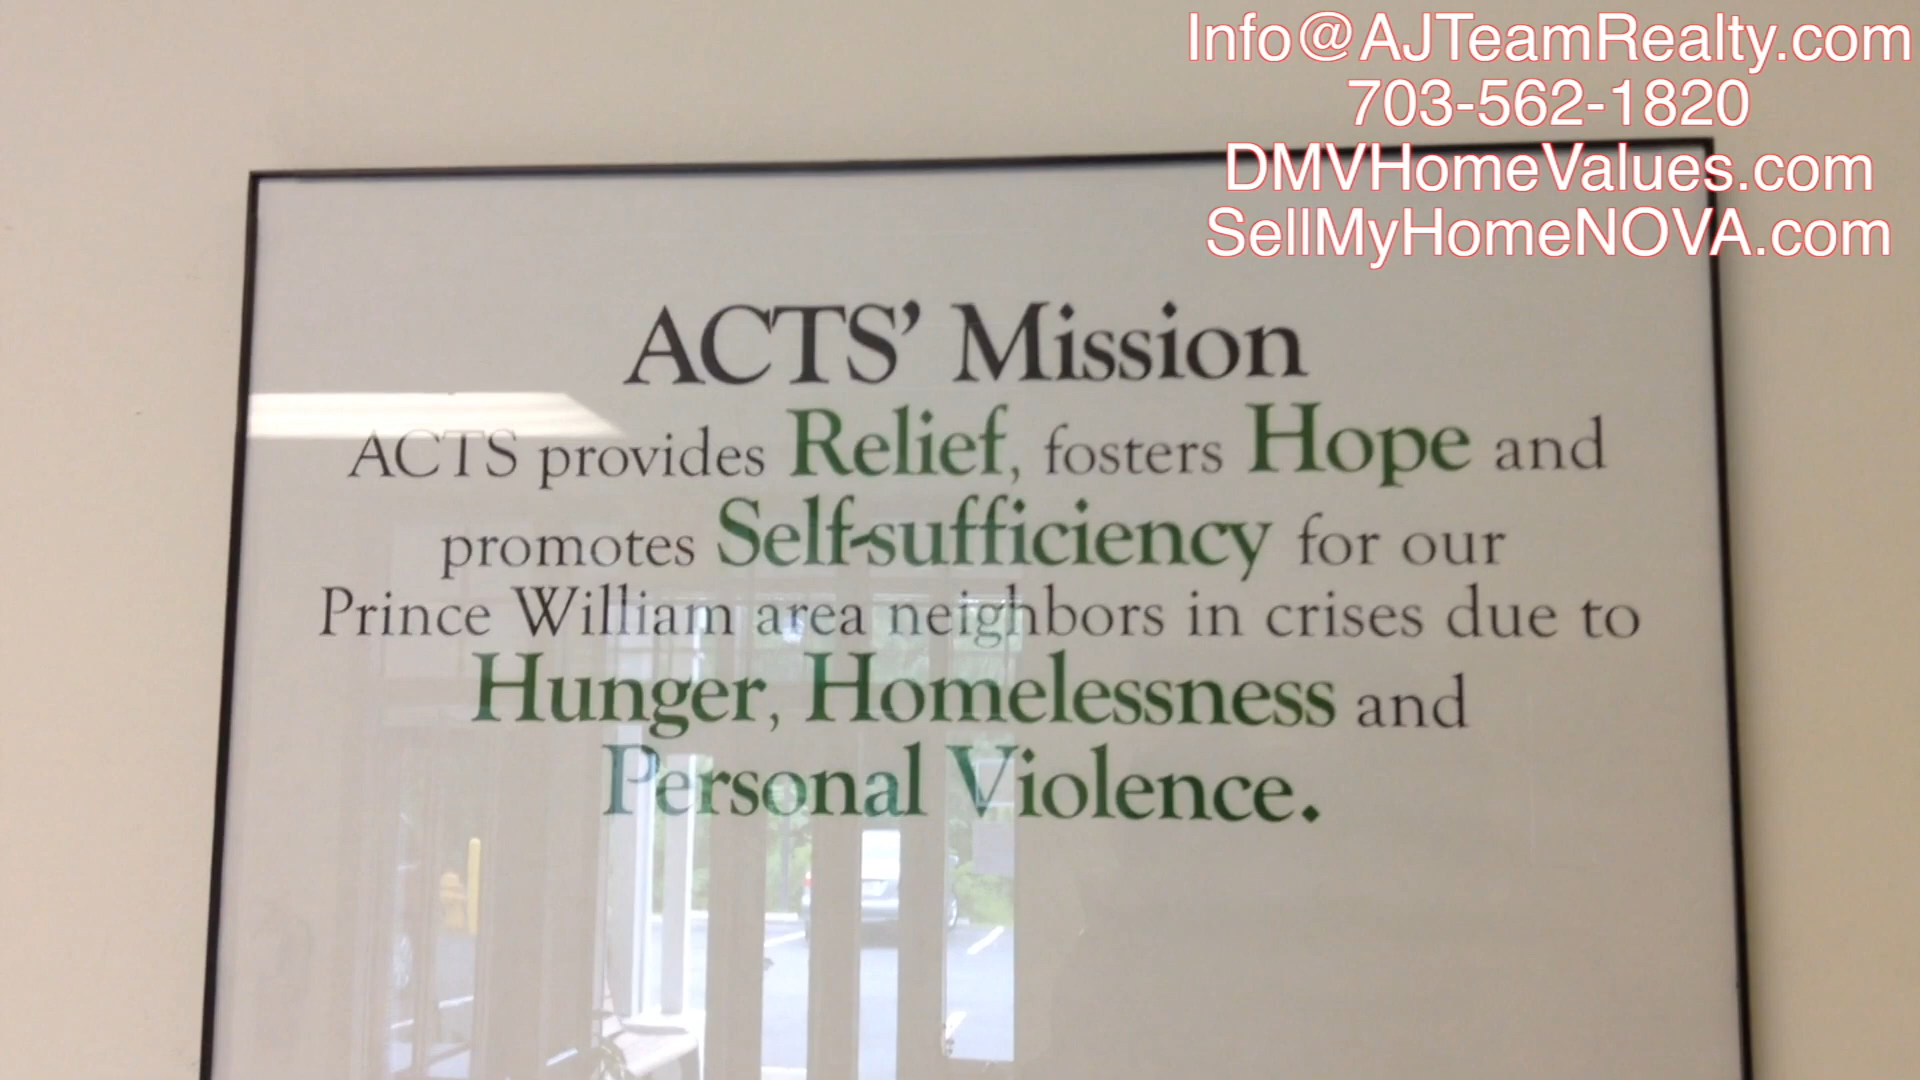 Info@AJTeamRealty.com
703-562-1820
DMVHomeValues.com
SellMyHomeNOVA.com
ACTS' Mission
ACTS provides Relief, fosters Hope and
promotes Self-sufficiency for our
Prince William area neighbors in crises due to
Hunger, Homelessness and
Personal Violence.